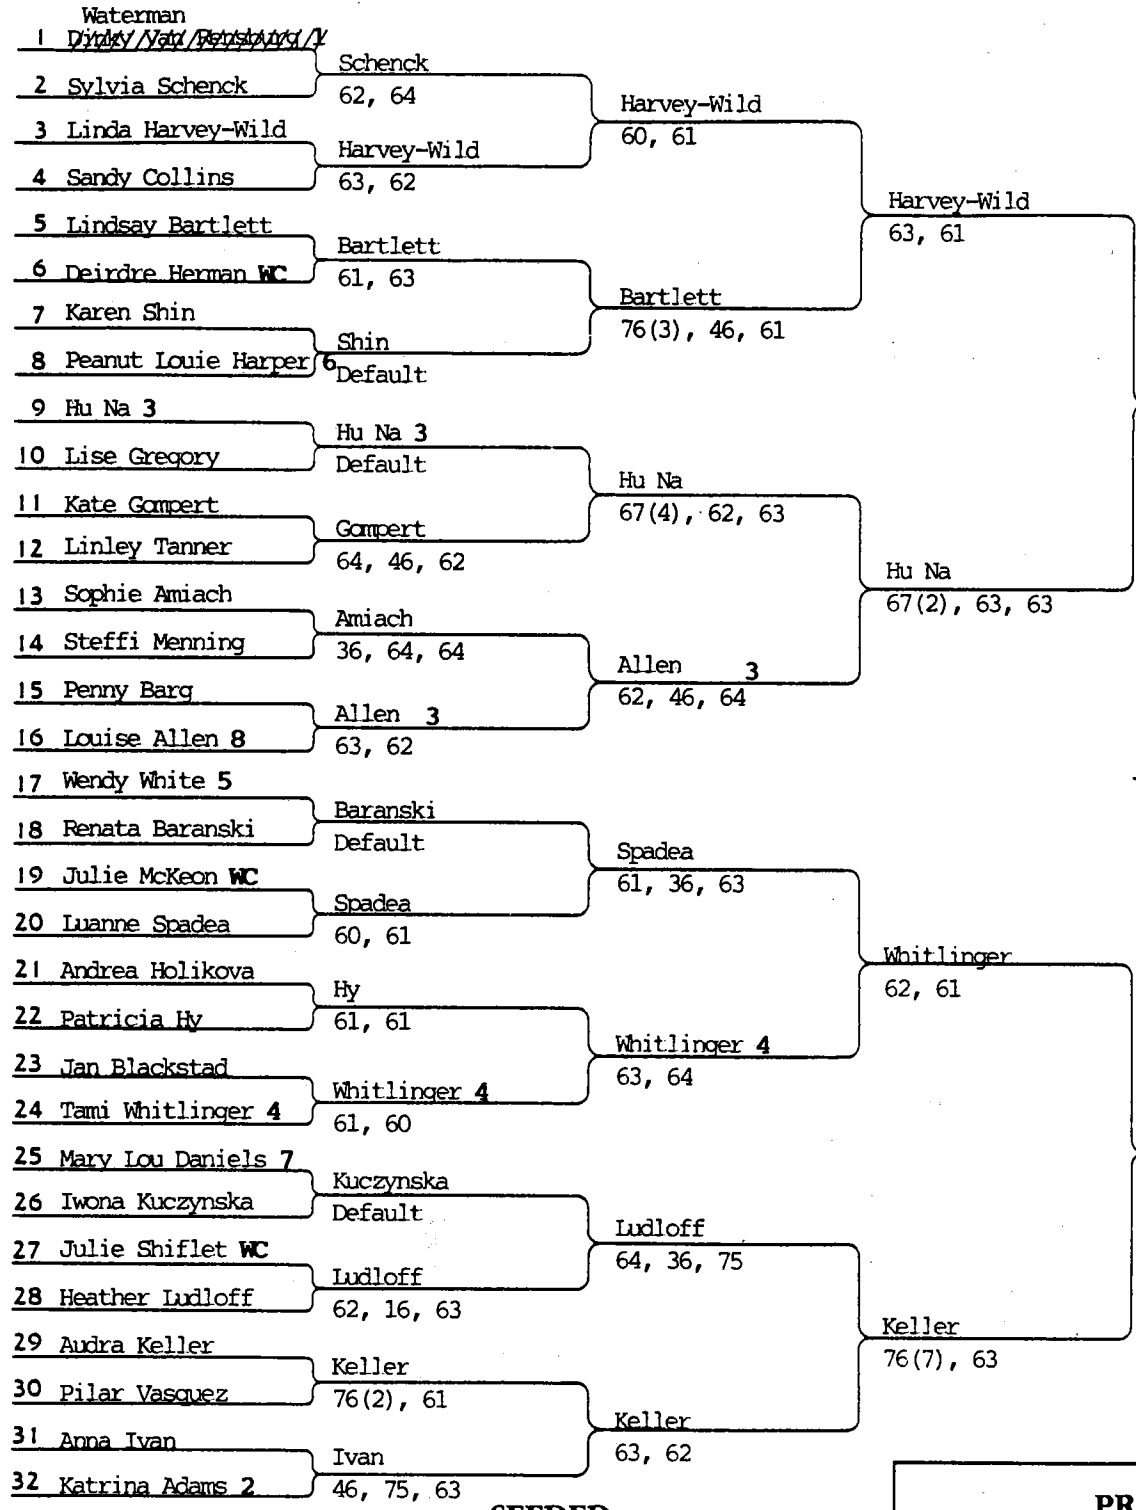 Waterman
1 Dinky Van Rensburg 1
2 Sylvia Schenck
3 Linda Harvey-Wild
4 Sandy Collins
5 Lindsay Bartlett
6 Deirdre Herman WC
7 Karen Shin
8 Peanut Louie Harper 6
9 Hu Na 3
10 Lise Gregory
11 Kate Gompert
12 Linley Tanner
13 Sophie Amiach
14 Steffi Menning
15 Penny Barg
16 Louise Allen 8
17 Wendy White 5
18 Renata Baranski
19 Julie McKeon WC
20 Luanne Spadea
21 Andrea Holikova
22 Patricia Hy
23 Jan Blackstad
24 Tami Whitlinger 4
25 Mary Lou Daniels 7
26 Iwona Kuczynska
27 Julie Shiflet WC
28 Heather Ludloff
29 Audra Keller
30 Pilar Vasquez
31 Anna Ivan
32 Katrina Adams 2
Schenck
62, 64
Harvey-Wild
63, 62
Bartlett
61, 63
Shin
Default
Hu Na 3
Default
Gompert
64, 46, 62
Amiach
36, 64, 64
Allen 3
63, 62
Baranski
Default
Spadea
60, 61
Hy
61, 61
Whitlinger 4
61, 60
Kuczynska
Default
Ludloff
62, 16, 63
Keller
76(2), 61
Ivan
46, 75, 63
Harvey-Wild
60, 61
Bartlett
76(3), 46, 61
Hu Na
67(4), 62, 63
Allen 3
62, 46, 64
Spadea
61, 36, 63
Whitlinger 4
63, 64
Ludloff
64, 36, 75
Keller
63, 62
Harvey-Wild
63, 61
Hu Na
67(2), 63, 63
Whitlinger
62, 61
Keller
76(7), 63
SEEDED
PR